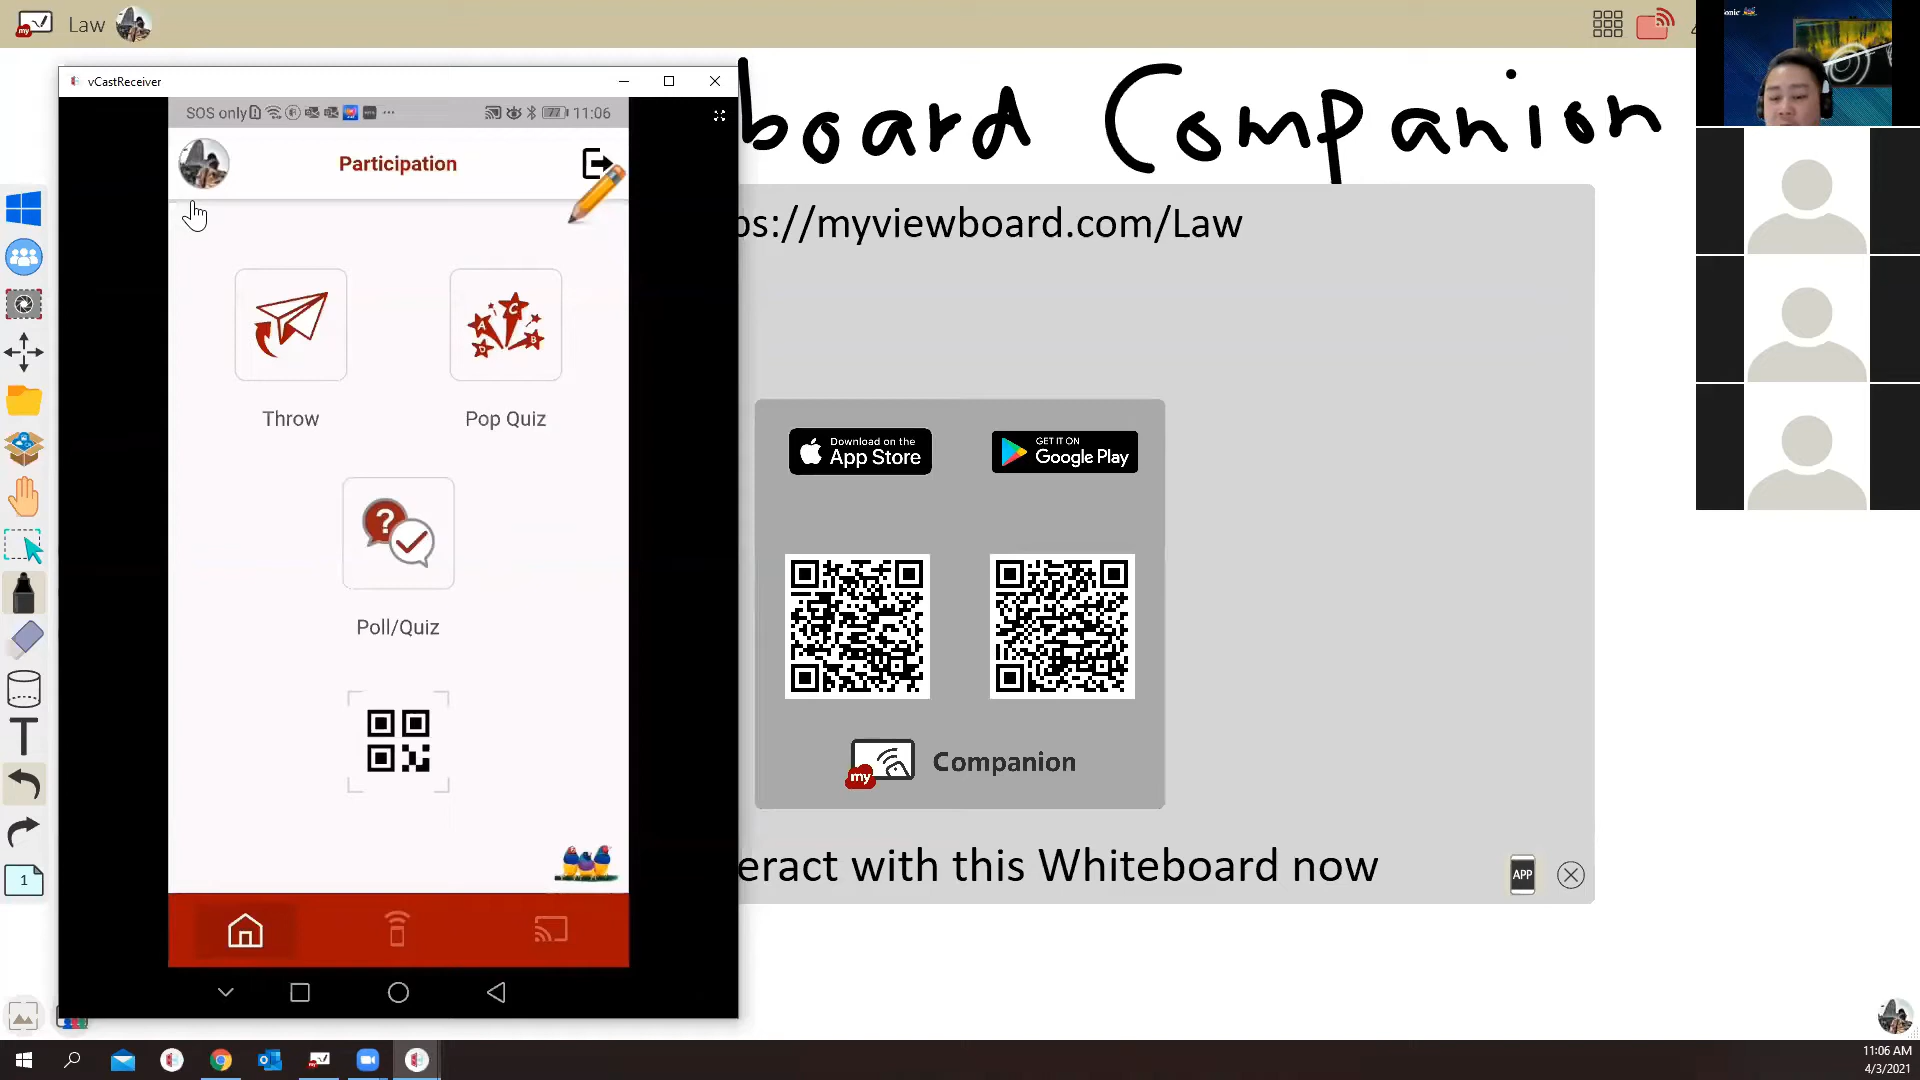 my Law
vCastReceiver
SOS only 11:06
Participation
board Companion
ps://myviewboard.com/Law
Throw
Pop Quiz
A C B D
Poll/Quiz
Download on the
App Store
GET IT ON
Google Play
my Companion
eract with this Whiteboard now
APP
T
1
11:06 AM
4/3/2021